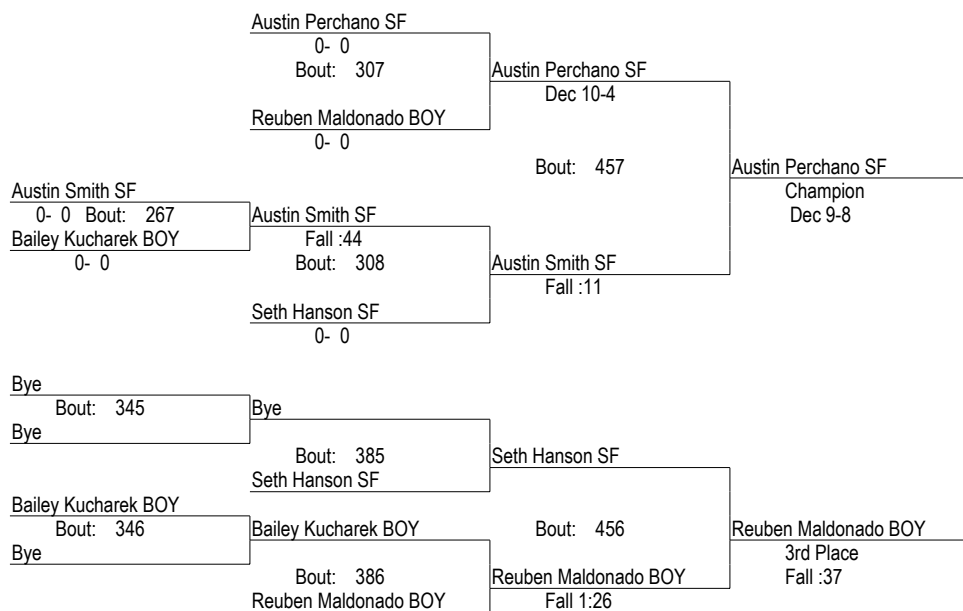 Austin Perchano SF
0- 0
Bout: 307
Austin Perchano SF
Dec 10-4
Reuben Maldonado BOY
0- 0
Bout: 457
Austin Perchano SF
Champion
Dec 9-8
Austin Smith SF
0- 0 Bout: 267
Austin Smith SF
Bailey Kucharek BOY
Fall :44
0- 0
Bout: 308
Austin Smith SF
Fall :11
Seth Hanson SF
0- 0
Bye
Bout: 345
Bye
Bye
Bout: 385
Seth Hanson SF
Seth Hanson SF
Bailey Kucharek BOY
Bout: 346
Bailey Kucharek BOY
Bout: 456
Reuben Maldonado BOY
Bye
3rd Place
Fall :37
Bout: 386
Reuben Maldonado BOY
Reuben Maldonado BOY
Fall 1:26